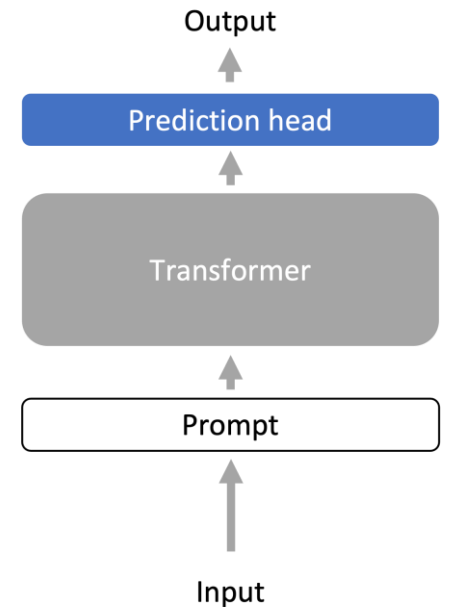 Output
Prediction head
Transformer
Prompt
Input